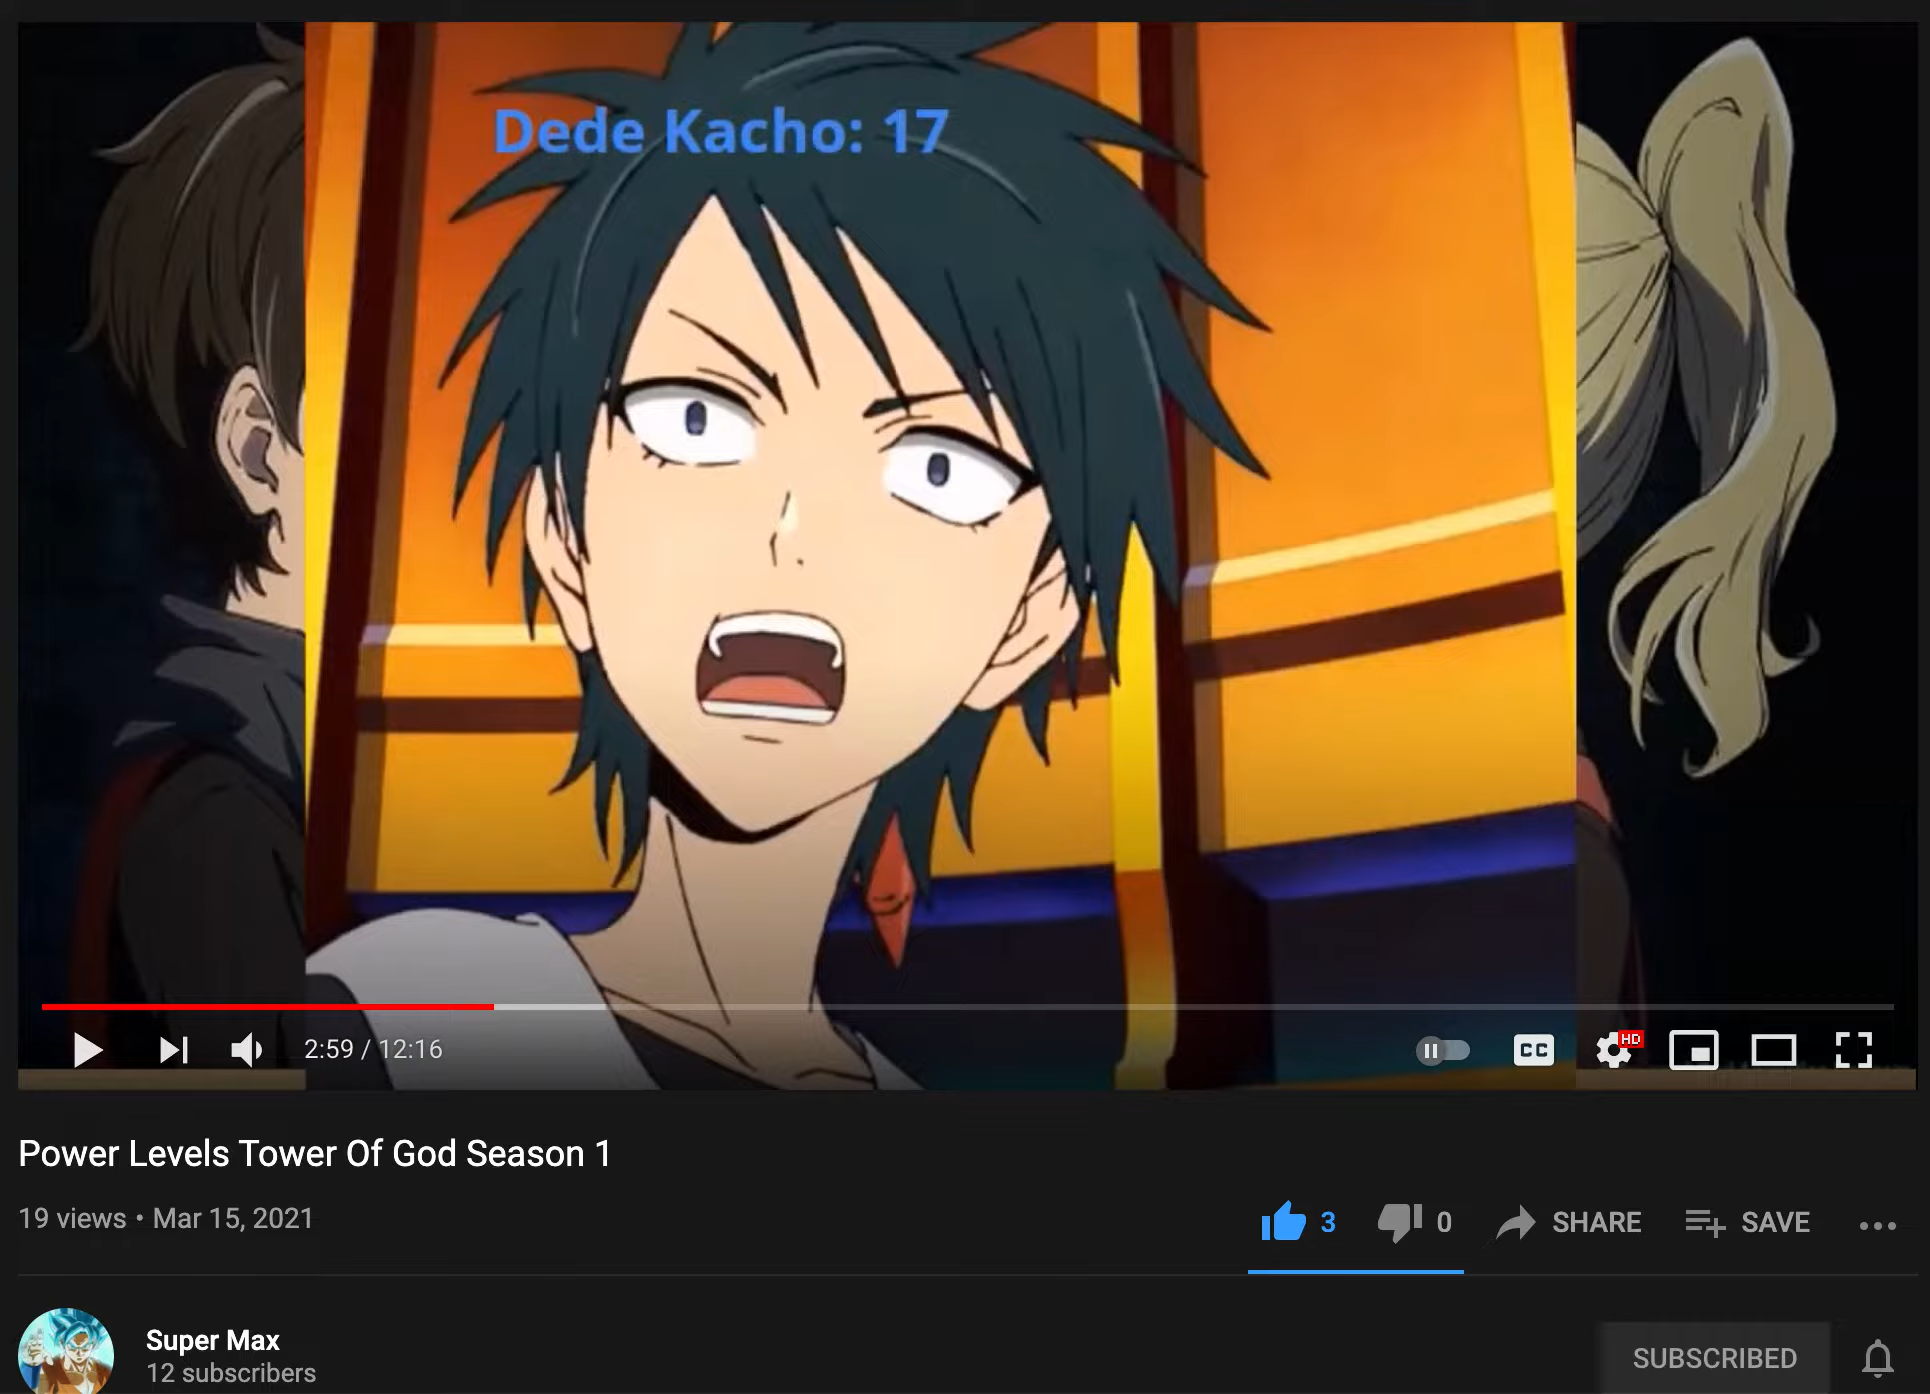 Dede Kacho: 17
2:59 / 12:16
CC
HD
Power Levels Tower Of God Season 1
19 views • Mar 15, 2021
3
0
SHARE
SAVE
Super Max
12 subscribers
SUBSCRIBED